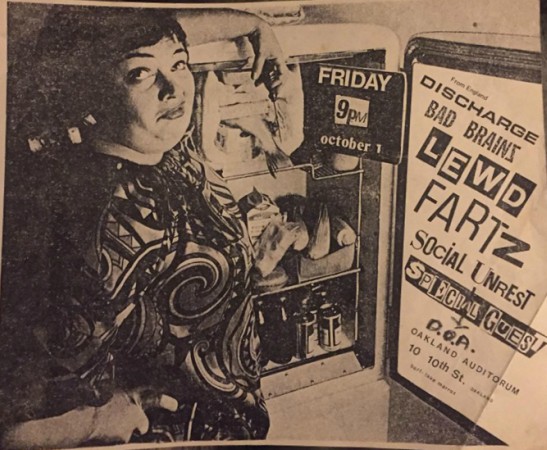 FRIDAY
9PM
october 1
From England
DISCHARGE
BAD BRAINS
LEWD
FARTZ
SOCIAL UNREST
SPECIAL GUEST
D.O.A.
OAKLAND AUDITORIUM
10 10th St. OAKLAND